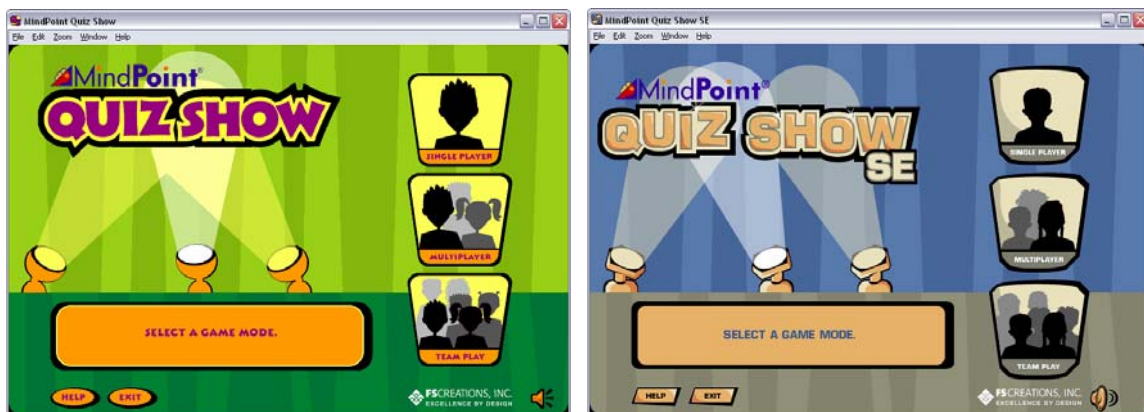 MindPoint Quiz Show
File Edit Zoom Window Help
MindPoint®
QUIZ SHOW
SINGLE PLAYER
MULTIPLAYER
TEAM PLAY
SELECT A GAME MODE.
HELP EXIT
FSCREATIONS, INC.
EXCELLENCE BY DESIGN
MindPoint Quiz Show SE
File Edit Zoom Window Help
MindPoint®
QUIZ SHOW
SE
SINGLE PLAYER
MULTIPLAYER
TEAM PLAY
SELECT A GAME MODE.
HELP EXIT
FSCREATIONS, INC.
EXCELLENCE BY DESIGN